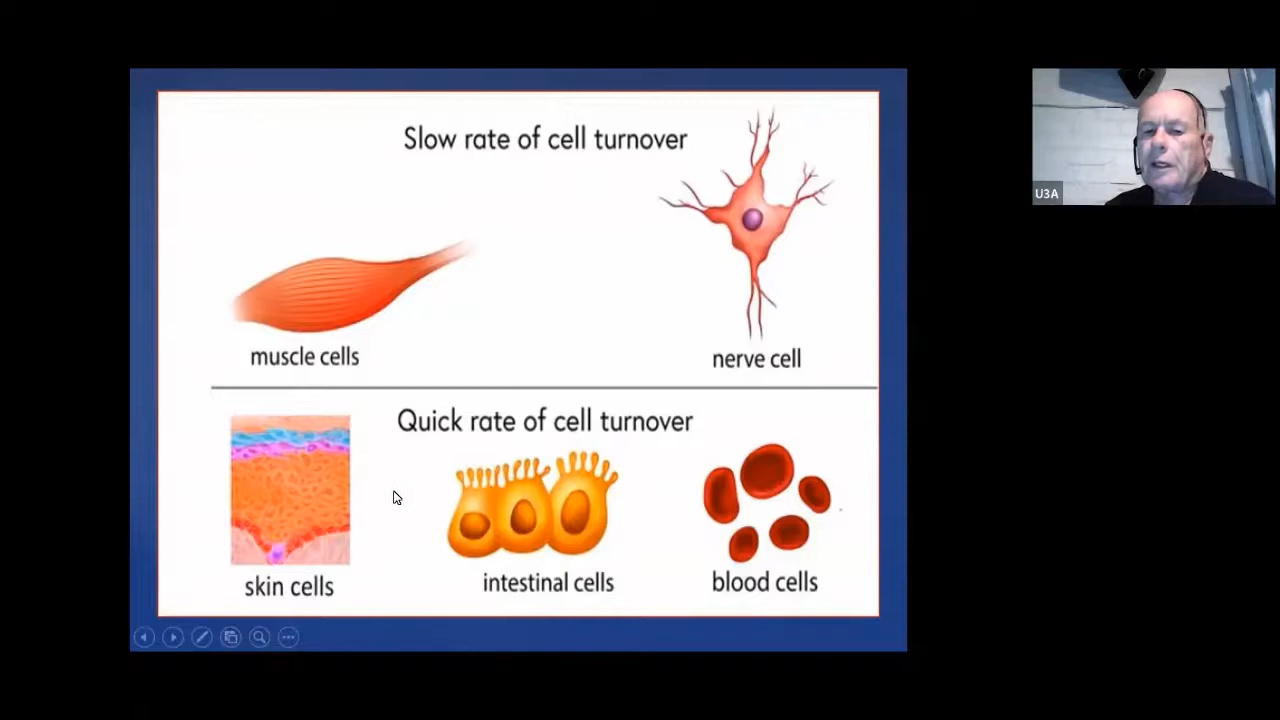 Slow rate of cell turnover
muscle cells
nerve cell
Quick rate of cell turnover
skin cells
intestinal cells
blood cells
U3A